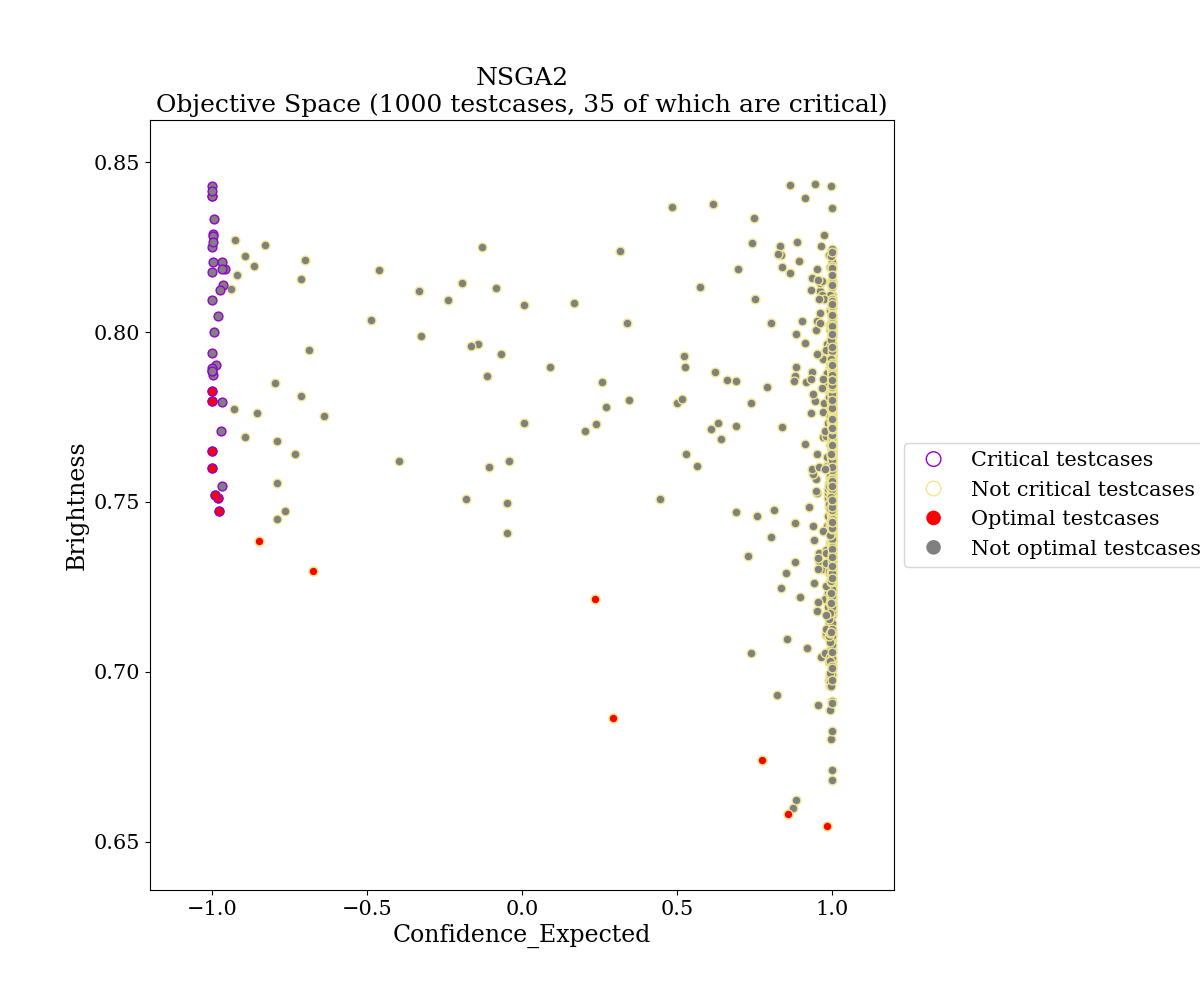 NSGA2
Objective Space (1000 testcases, 35 of which are critical)
0.85
0.80
0.75
0.70
0.65
Brightness
−1.0
−0.5
0.0
0.5
1.0
Confidence_Expected
Critical testcases
Not critical testcases
Optimal testcases
Not optimal testcases